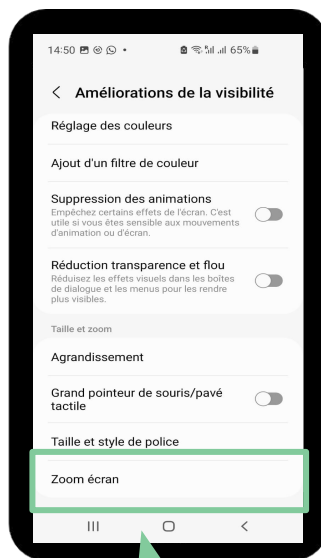 14:50 65%
Améliorations de la visibilité
Réglage des couleurs
Ajout d'un filtre de couleur
Suppression des animations
Empêchez certains effets de l'écran. C'est
utile si vous êtes sensible aux mouvements
d'animation ou d'écran.
Réduction transparence et flou
Réduisez les effets visuels dans les boîtes
de dialogue et les menus pour les rendre
plus visibles.
Taille et zoom
Agrandissement
Grand pointeur de souris/pavé
tactile
Taille et style de police
Zoom écran